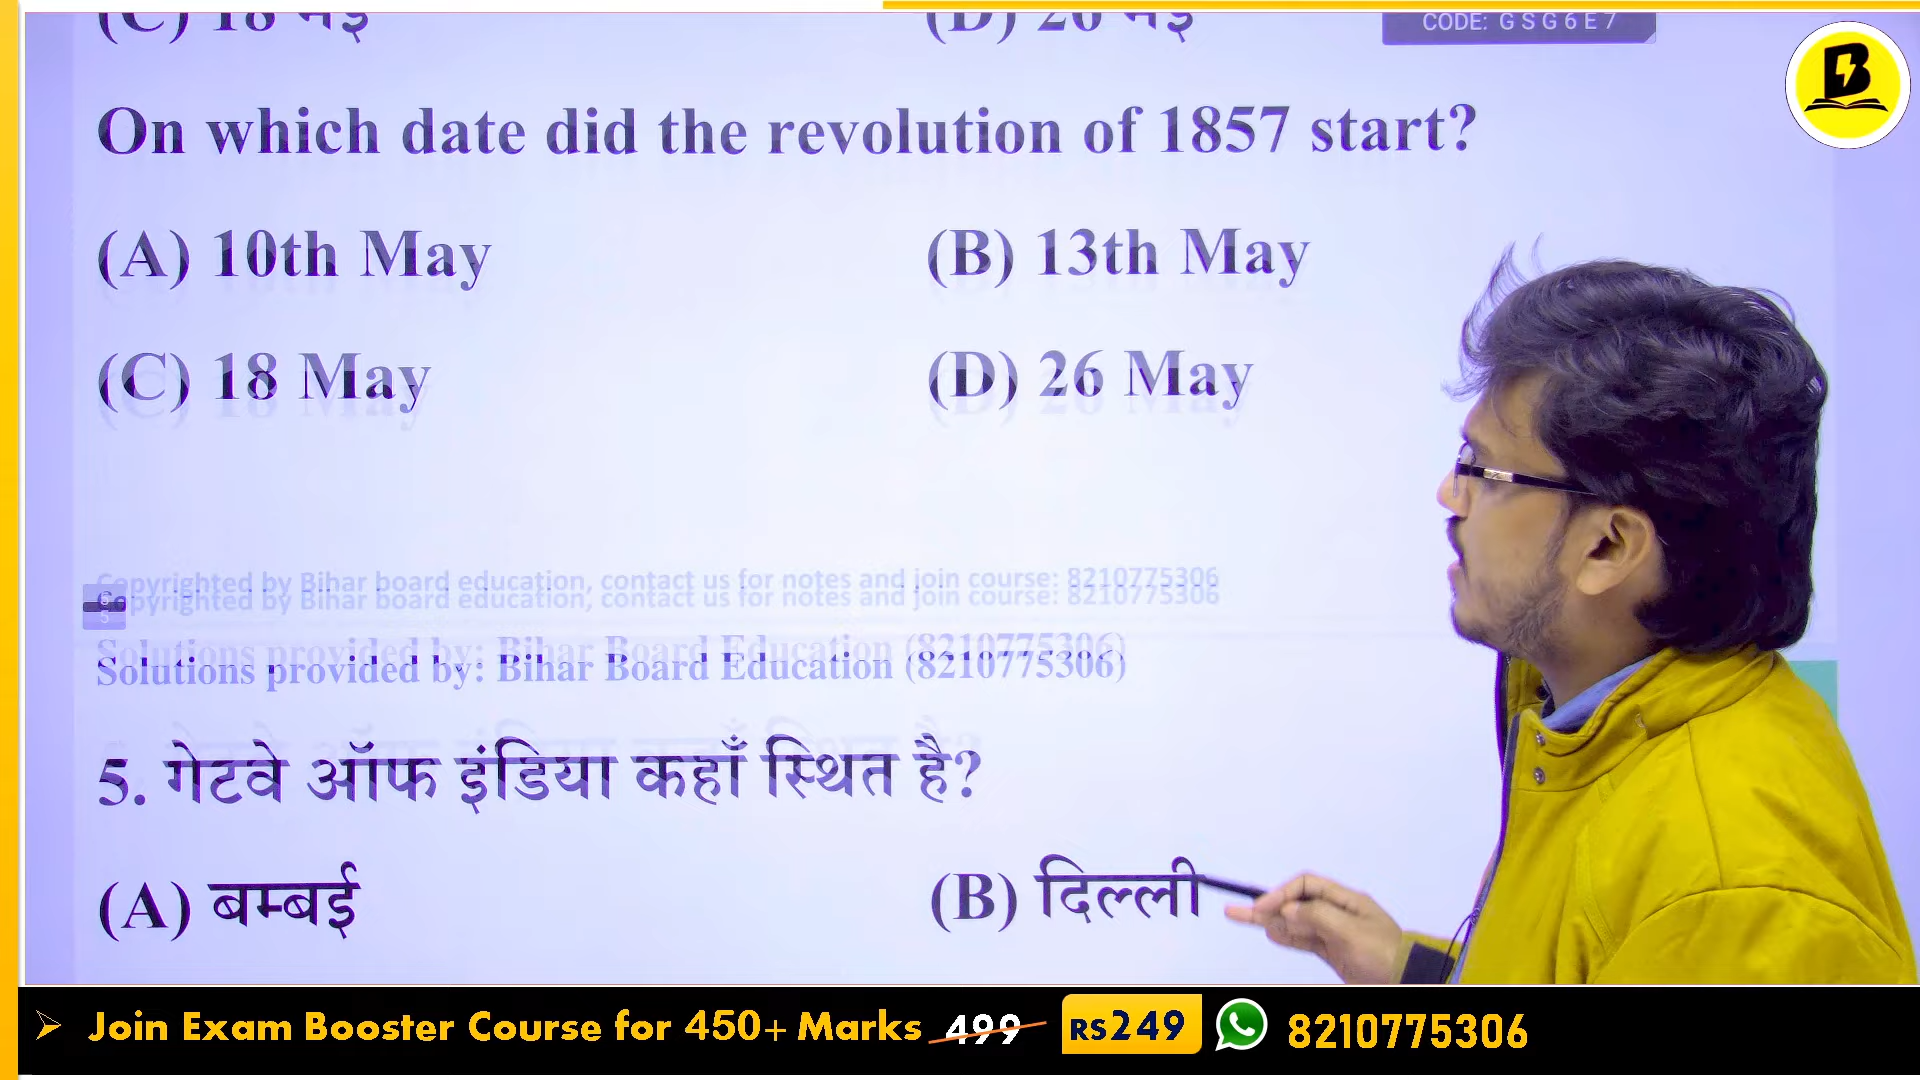 (C) 18 मई (D) 26 मई
CODE: G S G 6 E 7
On which date did the revolution of 1857 start?
(A) 10th May (B) 13th May
(C) 18 May (D) 26 May
Copyrighted by Bihar board education, contact us for notes and join course: 8210775306
Copyrighted by Bihar board education, contact us for notes and join course: 8210775306
Solutions provided by: Bihar Board Education (8210775306)
Solutions provided by: Bihar Board Education (8210775306)
5. गेटवे ऑफ इंडिया कहाँ स्थित है?
(A) बम्बई (B) दिल्ली
Join Exam Booster Course for 450+ Marks 499 RS249 8210775306